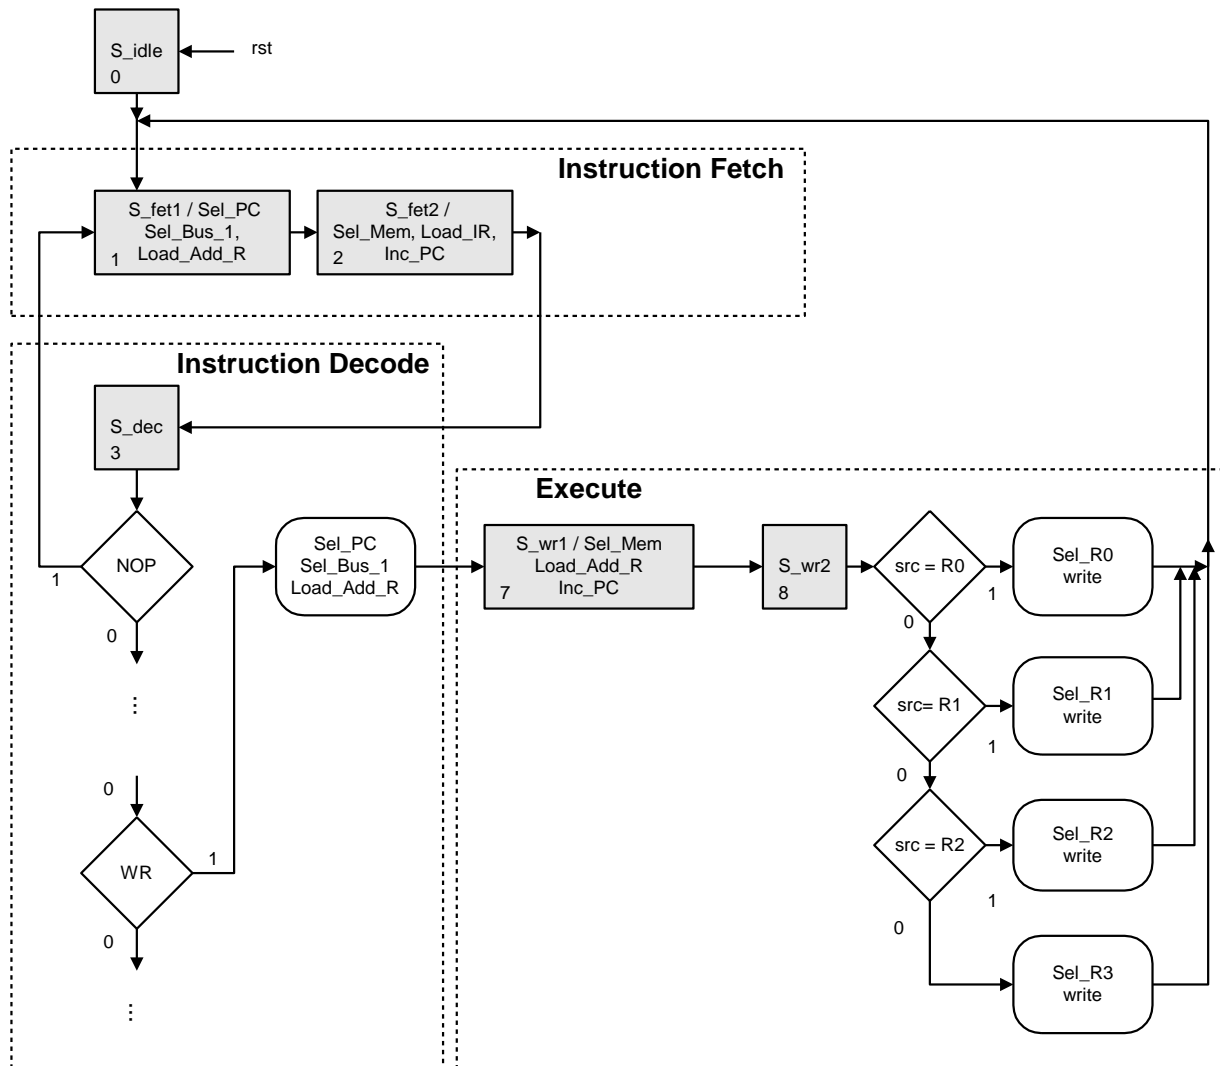 S_idle
0
rst
Instruction Fetch
S_fet1 / Sel_PC
Sel_Bus_1,
Load_Add_R
1
S_fet2 /
Sel_Mem, Load_IR,
Inc_PC
2
Instruction Decode
S_dec
3
NOP
1
0
...
0
WR
1
0
...
Sel_PC
Sel_Bus_1
Load_Add_R
Execute
S_wr1 / Sel_Mem
Load_Add_R
Inc_PC
7
S_wr2
8
src = R0
1
0
Sel_R0
write
src= R1
1
0
Sel_R1
write
src = R2
1
0
Sel_R2
write
Sel_R3
write